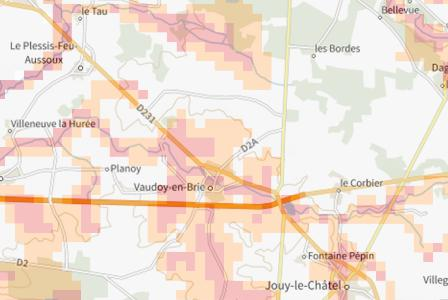 le Tau
Bellevue
Le Plessis-Feu-
Aussoux
les Bordes
Dag
D231
Villeneuve la Hurée
D2A
Planoy
Vaudoy-en-Brie
le Corbier
Fontaine Pépin
D2
Jouy-le-Châtel
Villeg